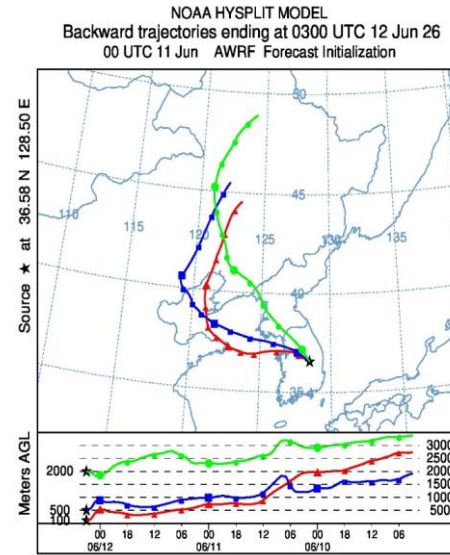 NOAA HYSPLIT MODEL
Backward trajectories ending at 0300 UTC 12 Jun 26
00 UTC 11 Jun AWRF Forecast Initialization
Source ★ at 36.58 N 128.50 E
50
45
110
115
120
125
130
135
40
35
Meters AGL
2000
500
100
3000
2500
2000
1500
1000
500
00 18 12 06 00 18 12 06 00 18 12 06
06/12 06/11 06/10